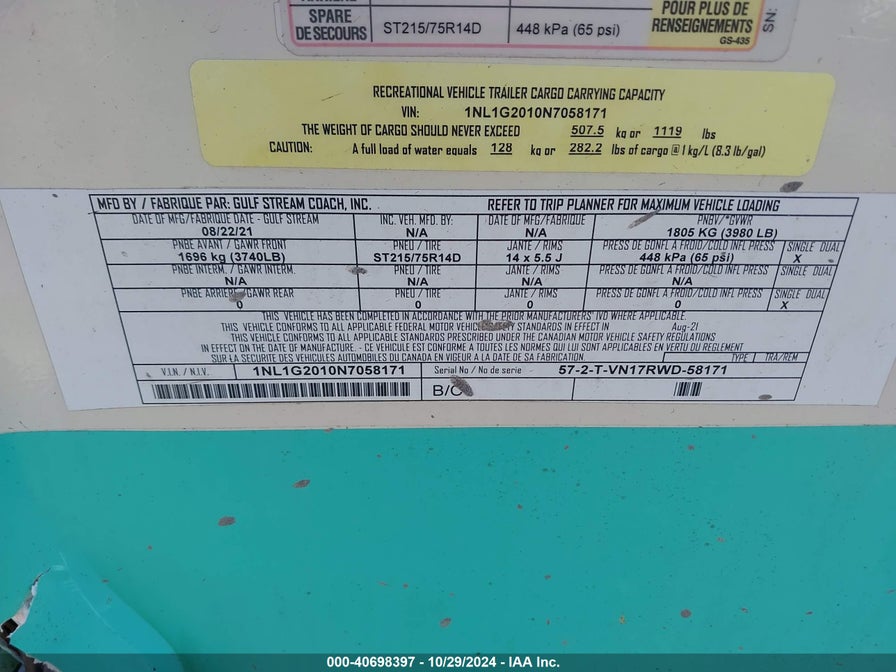 SPARE
DE SECOURS ST215/75R14D 448 kPa (65 psi)
POUR PLUS DE
RENSEIGNEMENTS
GS-435
SN:
RECREATIONAL VEHICLE TRAILER CARGO CARRYING CAPACITY
VIN: 1NL1G2010N7058171
THE WEIGHT OF CARGO SHOULD NEVER EXCEED 507.5 kg or 1119 lbs
CAUTION: A full load of water equals 128 kg or 282.2 lbs of cargo @ 1 kg/L (8.3 lb/gal)
MFD BY / FABRIQUE PAR: GULF STREAM COACH, INC. REFER TO TRIP PLANNER FOR MAXIMUM VEHICLE LOADING
DATE OF MFG/FABRIQUE DATE - GULF STREAM INC. VEH. MFD. BY: DATE OF MFG/FABRIQUE PNBV/*GVWR
08/22/21 N/A N/A 1805 KG (3980 LB)
PNBE AVANT / GAWR FRONT PNEU / TIRE JANTE / RIMS PRESS DE GONFL A FROID/COLD INFL PRESS SINGLE DUAL
1696 kg (3740LB) ST215/75R14D 14 x 5.5 J 448 kPa (65 psi) X
PNBE INTERM. / GAWR INTERM. PNEU / TIRE JANTE / RIMS PRESS DE GONFL A FROID/COLD INFL PRESS SINGLE DUAL
N/A N/A N/A N/A
PNBE ARRIERE/GAWR REAR PNEU / TIRE JANTE / RIMS PRESS DE GONFL A FROID/COLD INFL PRESS SINGLE DUAL
0 0 0 0 X
THIS VEHICLE HAS BEEN COMPLETED IN ACCORDANCE WITH THE PRIOR MANUFACTURERS' IVD WHERE APPLICABLE.
THIS VEHICLE CONFORMS TO ALL APPLICABLE FEDERAL MOTOR VEHICLE SAFETY STANDARDS IN EFFECT IN Aug-21
THIS VEHICLE CONFORMS TO ALL APPLICABLE STANDARDS PRESCRIBED UNDER THE CANADIAN MOTOR VEHICLE SAFETY REGULATIONS
IN EFFECT ON THE DATE OF MANUFACTURE. - CE VEHICULE EST CONFORME A TOUTES LES NORMES QUI LUI SONT APPLICABLES EN VERTU DU REGLEMENT
SUR LA SECURITE DES VEHICULES AUTOMOBILES DU CANADA EN VIGEUR A LA DATE DE SA FABRICATION. TYPE TRA/REM
V.I.N. / N.I.V. 1NL1G2010N7058171 Serial No / No de serie 57-2-T-VN17RWD-58171
000-40698397 - 10/29/2024 - IAA Inc.